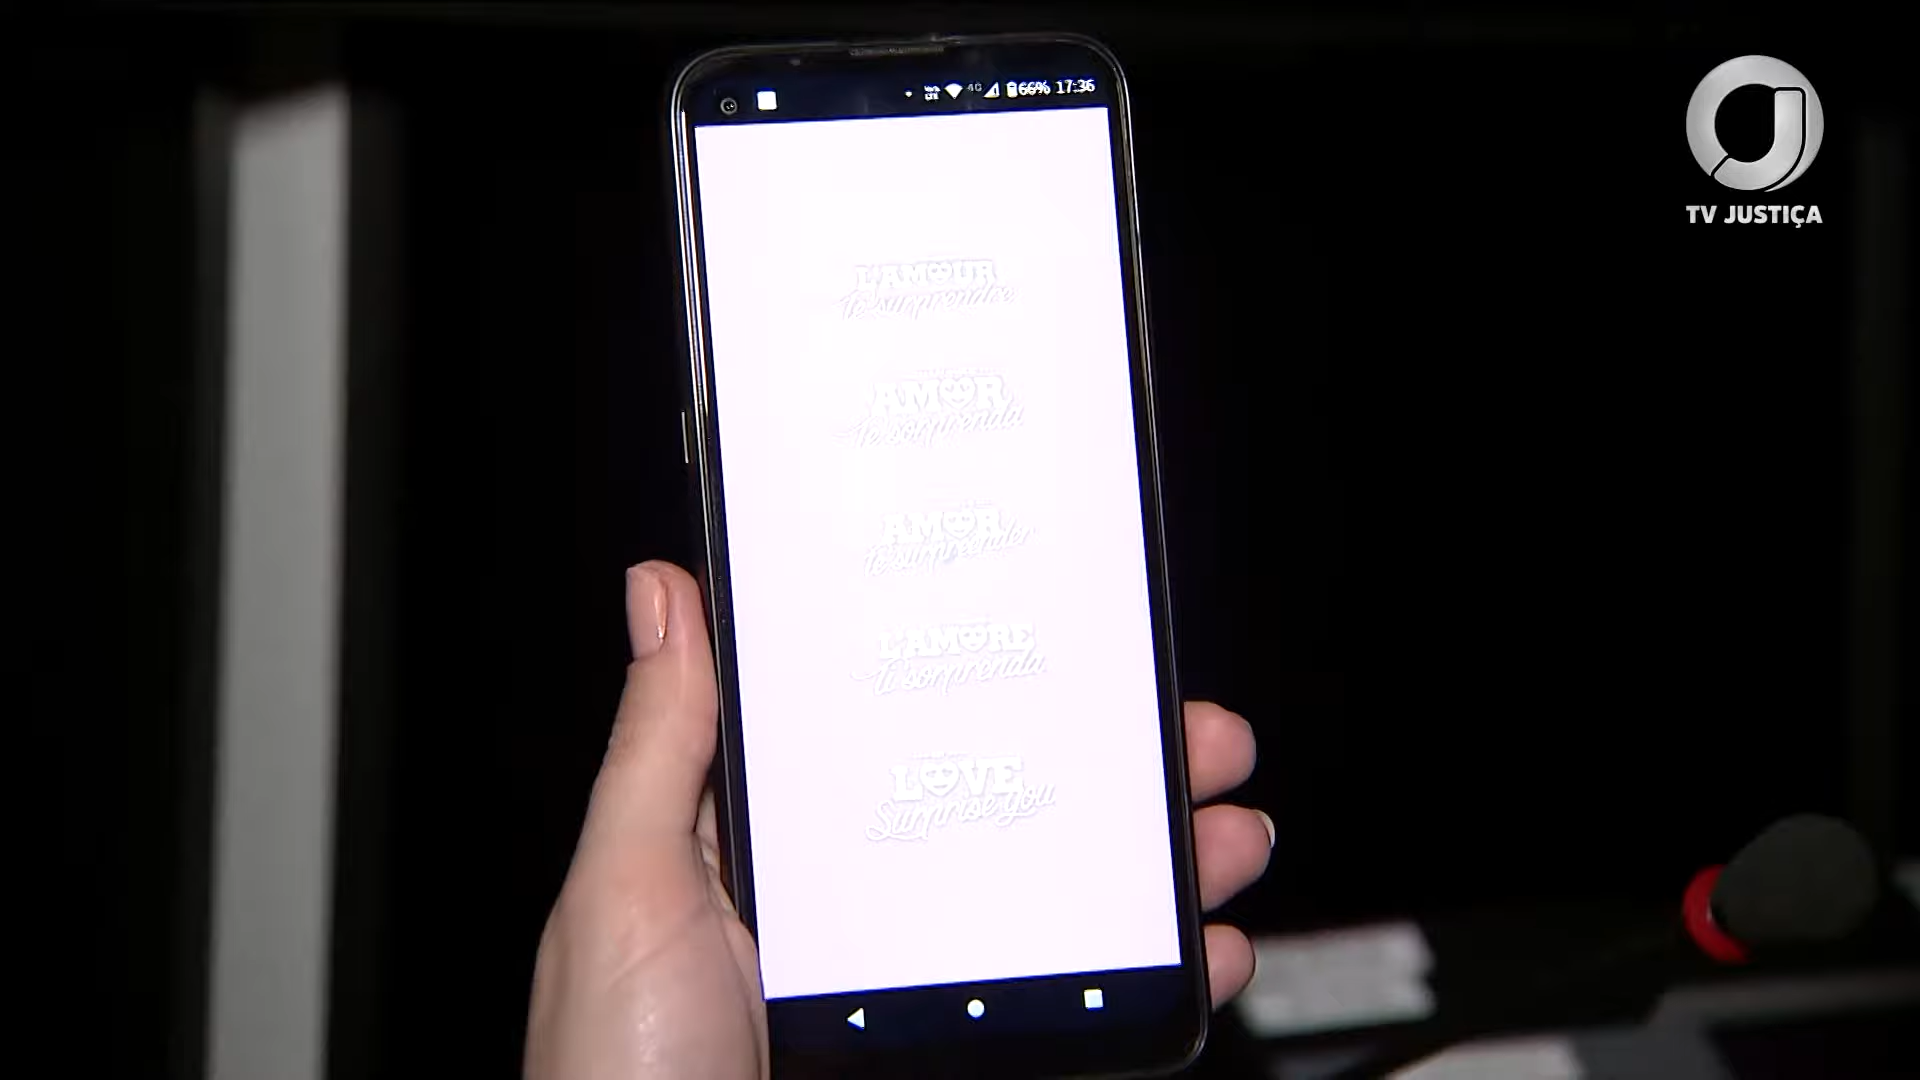 66% 17:36
TV JUSTIÇA
L'AMOUR
Te surprendre
AMOR
Te sorprenda
AMOR
te surpreender
L'AMORE
Ti sorprenda
LOVE
Surprise you